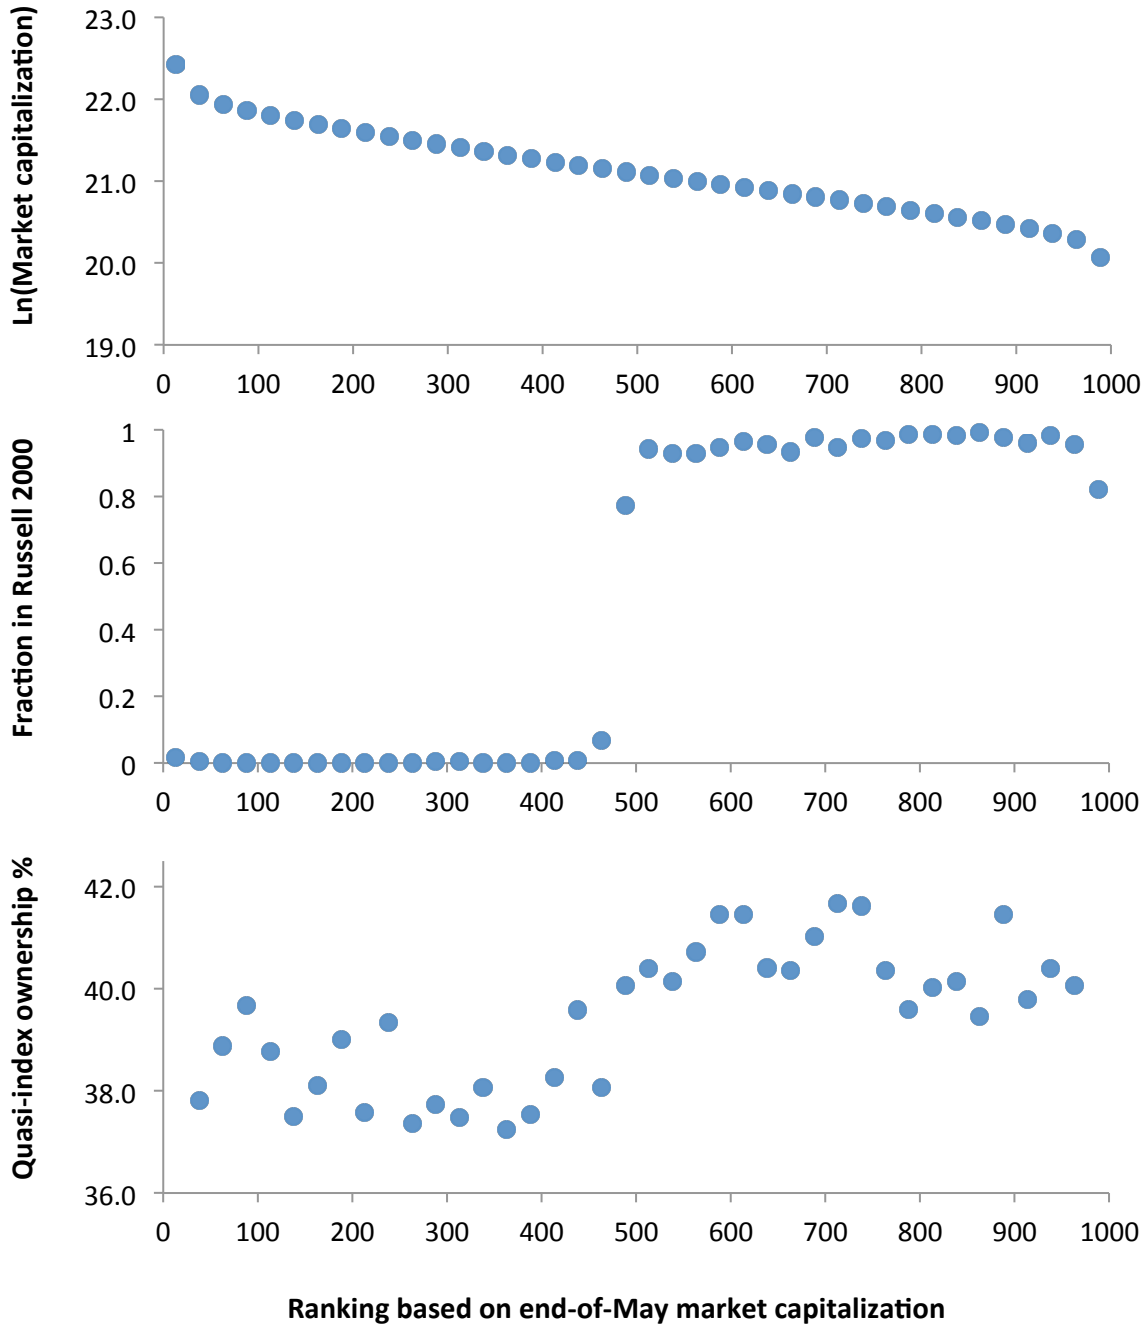 Ln(Market capitalization)
23.0
22.0
21.0
20.0
19.0
0 100 200 300 400 500 600 700 800 900 1000
Fraction in Russell 2000
1
0.8
0.6
0.4
0.2
0
0 100 200 300 400 500 600 700 800 900 1000
Quasi-index ownership %
42.0
40.0
38.0
36.0
0 100 200 300 400 500 600 700 800 900 1000
Ranking based on end-of-May market capitalization